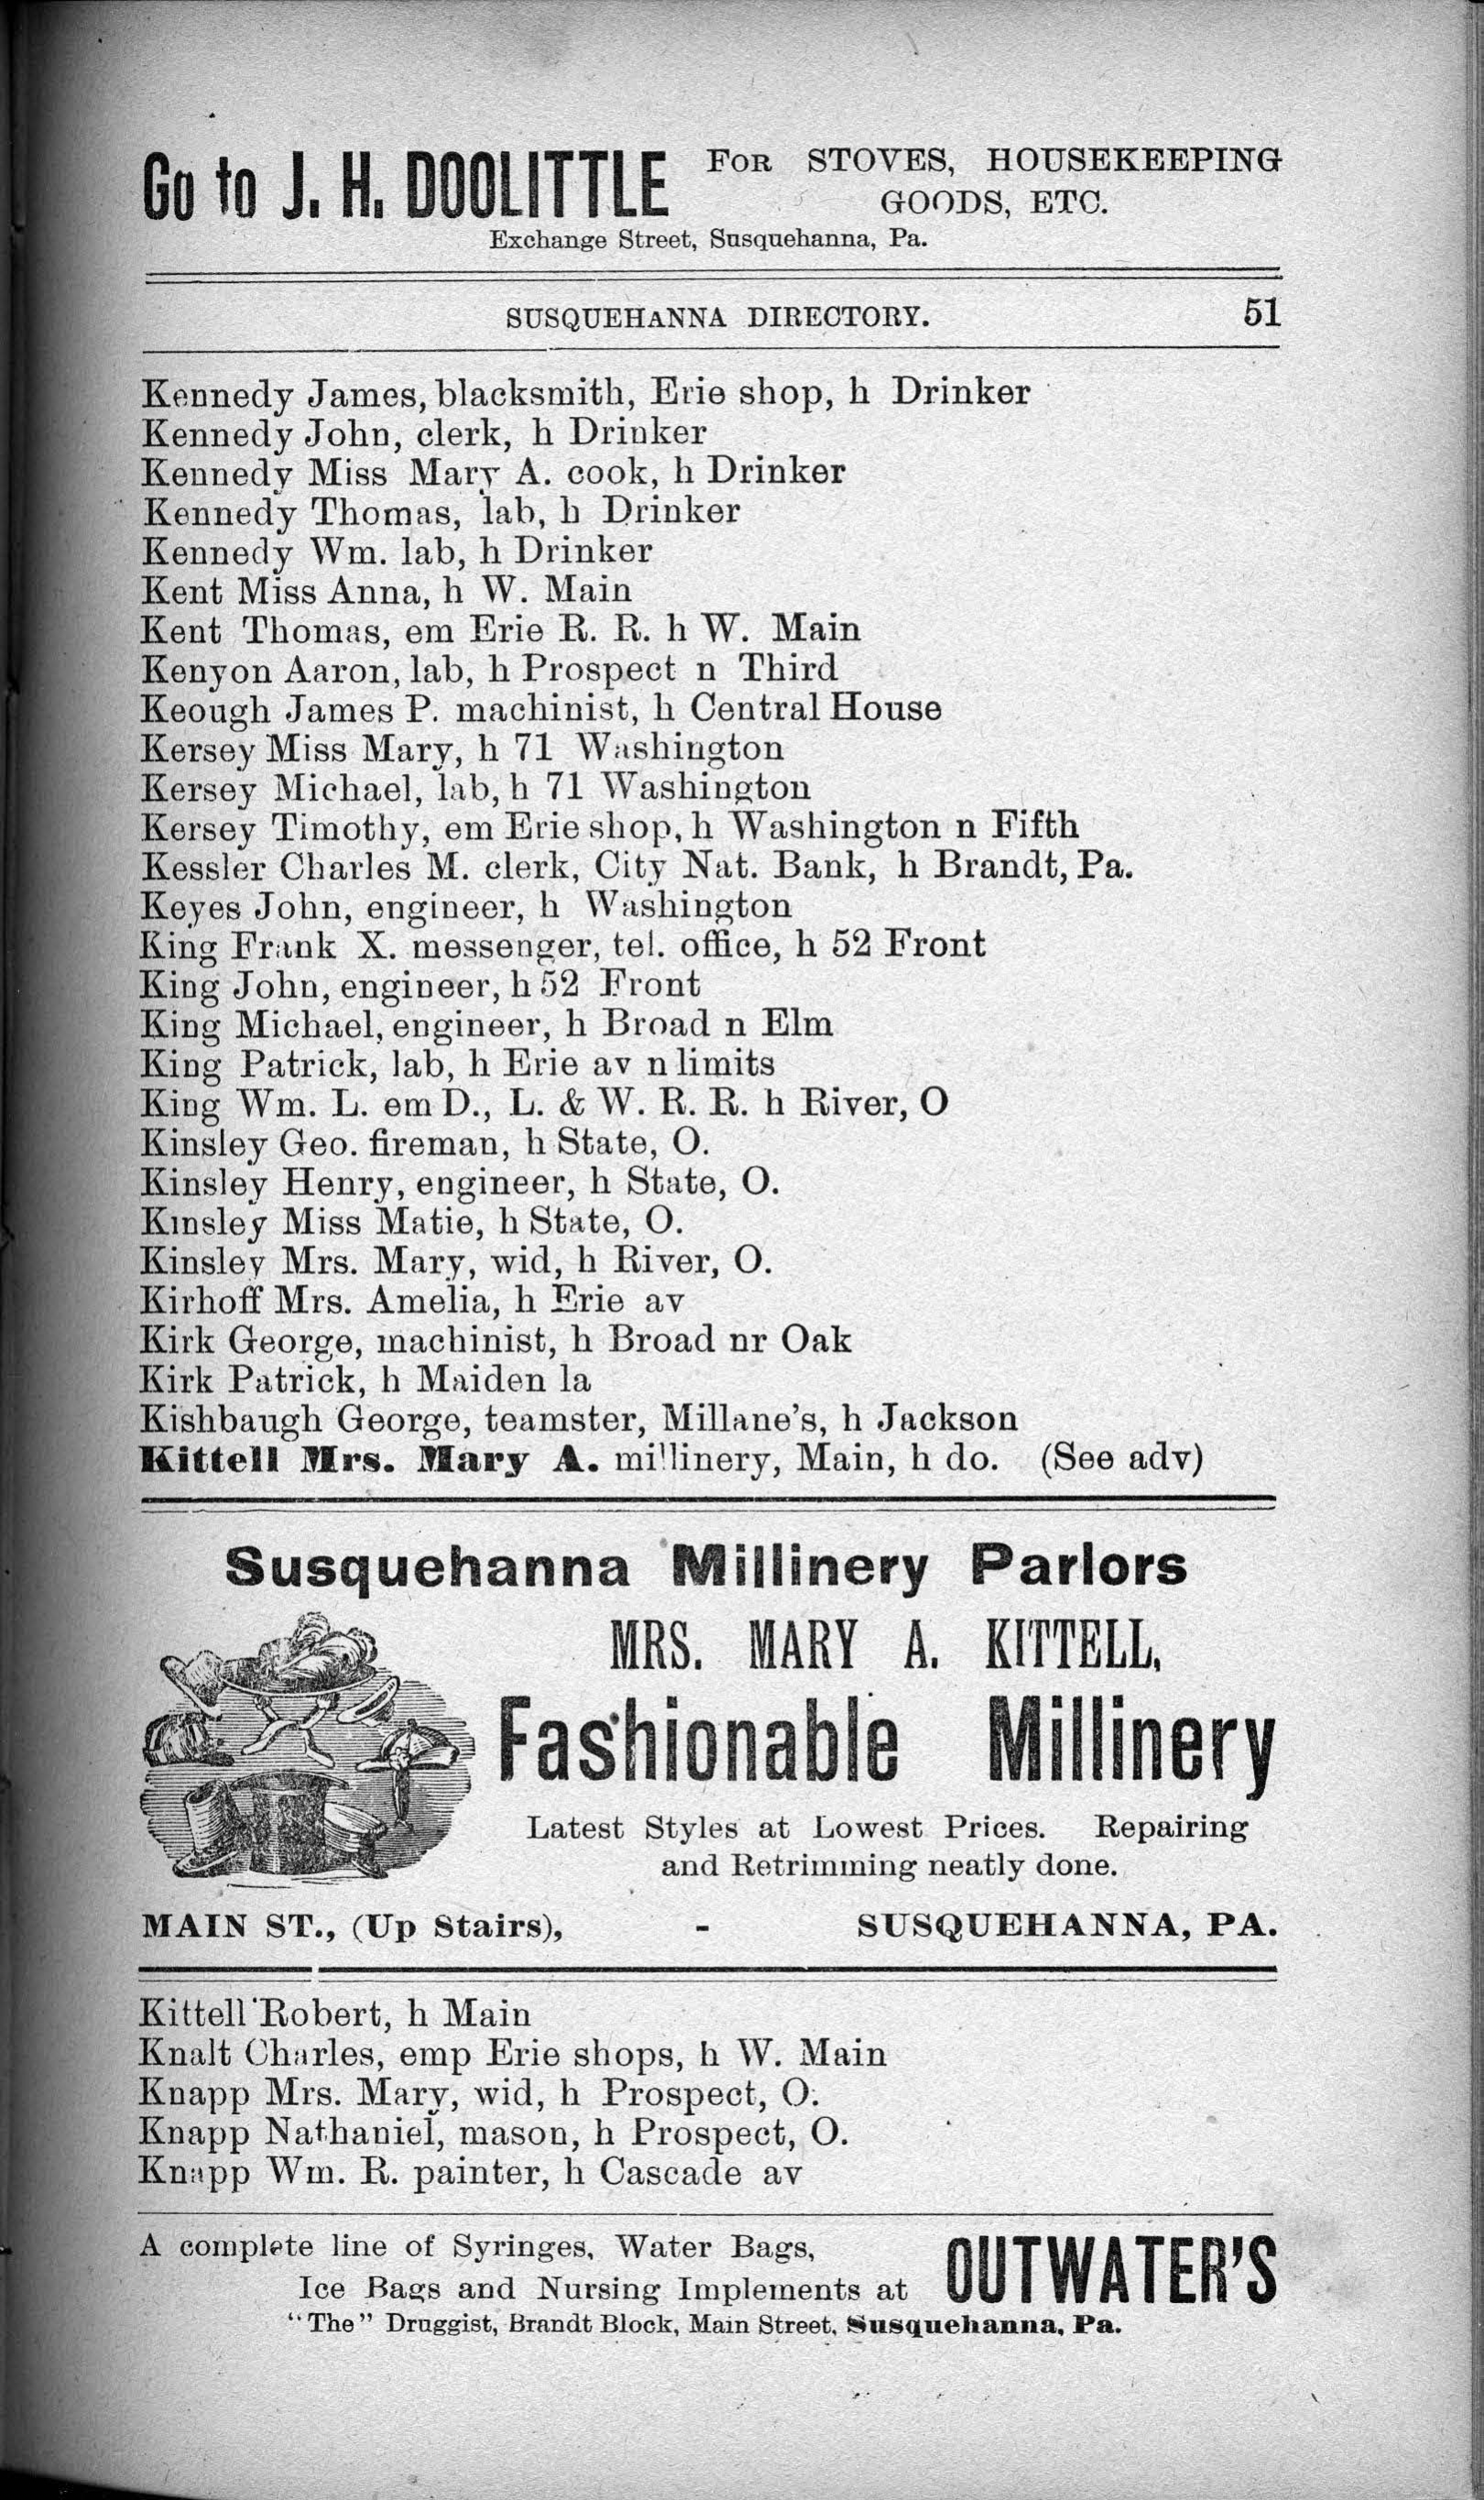 Go to J. H. DOOLITTLE FOR STOVES, HOUSEKEEPING
GOODS, ETC.
Exchange Street, Susquehanna, Pa.
SUSQUEHANNA DIRECTORY. 51
Kennedy James, blacksmith, Erie shop, h Drinker
Kennedy John, clerk, h Drinker
Kennedy Miss Mary A. cook, h Drinker
Kennedy Thomas, lab, h Drinker
Kennedy Wm. lab, h Drinker
Kent Miss Anna, h W. Main
Kent Thomas, em Erie R. R. h W. Main
Kenyon Aaron, lab, h Prospect n Third
Keough James P. machinist, h Central House
Kersey Miss Mary, h 71 Washington
Kersey Michael, lab, h 71 Washington
Kersey Timothy, em Erie shop, h Washington n Fifth
Kessler Charles M. clerk, City Nat. Bank, h Brandt, Pa.
Keyes John, engineer, h Washington
King Frank X. messenger, tel. office, h 52 Front
King John, engineer, h 52 Front
King Michael, engineer, h Broad n Elm
King Patrick, lab, h Erie av n limits
King Wm. L. em D., L. & W. R. R. h River, O
Kinsley Geo. fireman, h State, O.
Kinsley Henry, engineer, h State, O.
Kinsley Miss Matie, h State, O.
Kinsley Mrs. Mary, wid, h River, O.
Kirhoff Mrs. Amelia, h Erie av
Kirk George, machinist, h Broad nr Oak
Kirk Patrick, h Maiden la
Kishbaugh George, teamster, Millane's, h Jackson
Kittell Mrs. Mary A. millinery, Main, h do. (See adv)
Susquehanna Millinery Parlors
MRS. MARY A. KITTELL,
Fashionable Millinery
Latest Styles at Lowest Prices. Repairing
and Retrimming neatly done.
MAIN ST., (Up Stairs), - SUSQUEHANNA, PA.
Kittell Robert, h Main
Knalt Charles, emp Erie shops, h W. Main
Knapp Mrs. Mary, wid, h Prospect, O.
Knapp Nathaniel, mason, h Prospect, O.
Knapp Wm. R. painter, h Cascade av
A complete line of Syringes, Water Bags,
Ice Bags and Nursing Implements at OUTWATER'S
"The" Druggist, Brandt Block, Main Street, Susquehanna, Pa.